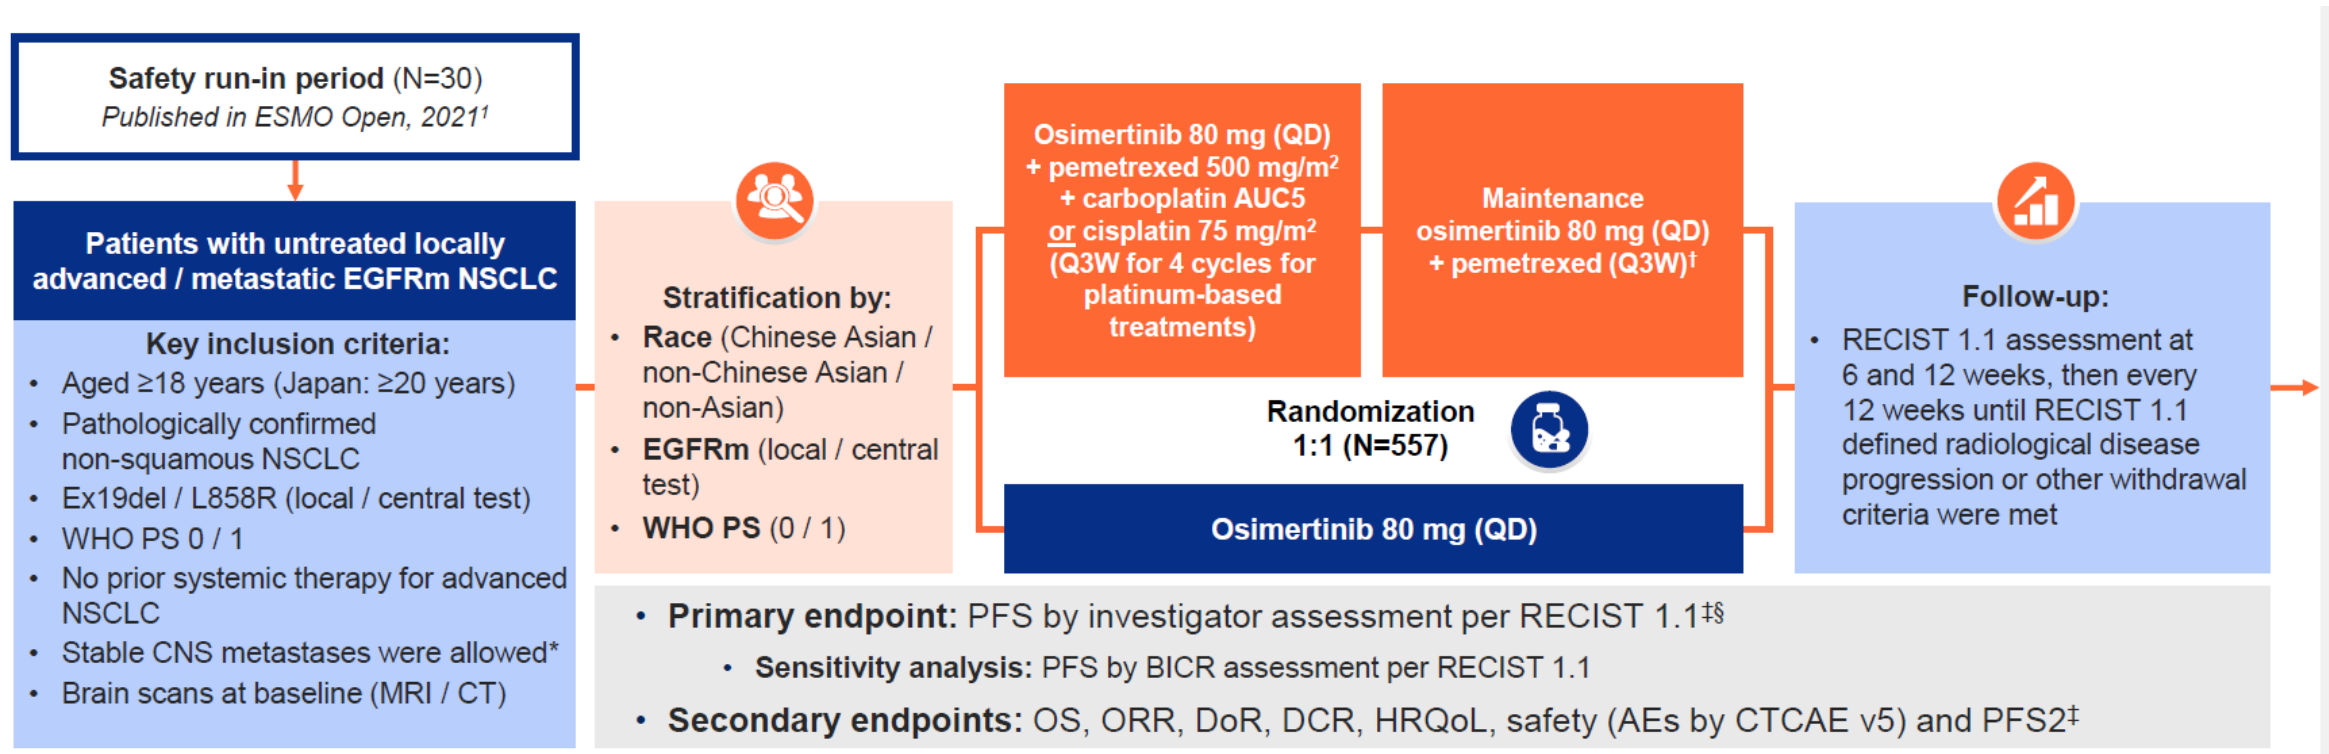 Safety run-in period (N=30)
Published in ESMO Open, 2021¹
Patients with untreated locally
advanced / metastatic EGFRm NSCLC
Key inclusion criteria:
• Aged ≥18 years (Japan: ≥20 years)
• Pathologically confirmed
non-squamous NSCLC
• Ex19del / L858R (local / central test)
• WHO PS 0 / 1
• No prior systemic therapy for advanced
NSCLC
• Stable CNS metastases were allowed*
• Brain scans at baseline (MRI / CT)
Stratification by:
• Race (Chinese Asian /
non-Chinese Asian /
non-Asian)
• EGFRm (local / central
test)
• WHO PS (0 / 1)
Osimertinib 80 mg (QD)
+ pemetrexed 500 mg/m²
+ carboplatin AUC5
or cisplatin 75 mg/m²
(Q3W for 4 cycles for
platinum-based
treatments)
Maintenance
osimertinib 80 mg (QD)
+ pemetrexed (Q3W)†
Randomization
1:1 (N=557)
Osimertinib 80 mg (QD)
Follow-up:
• RECIST 1.1 assessment at
6 and 12 weeks, then every
12 weeks until RECIST 1.1
defined radiological disease
progression or other withdrawal
criteria were met
• Primary endpoint: PFS by investigator assessment per RECIST 1.1‡§
• Sensitivity analysis: PFS by BICR assessment per RECIST 1.1
• Secondary endpoints: OS, ORR, DoR, DCR, HRQoL, safety (AEs by CTCAE v5) and PFS2‡